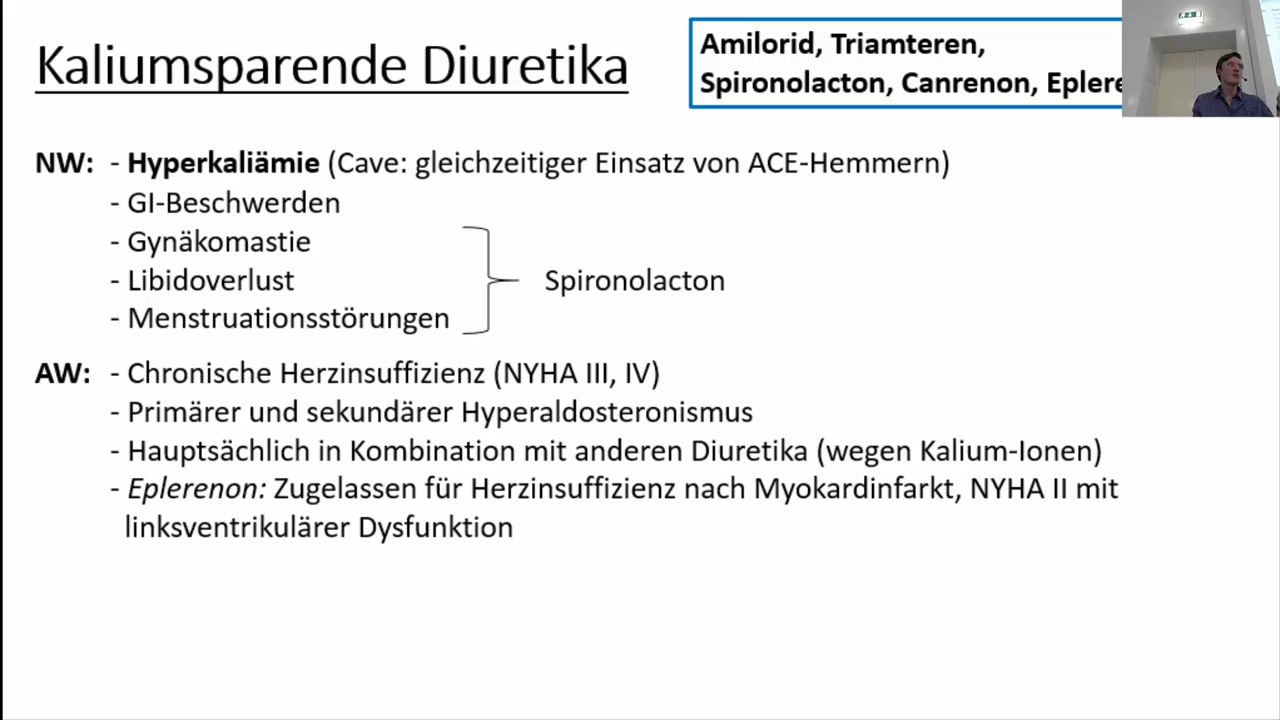 Kaliumsparende Diuretika
Amilorid, Triamteren,
Spironolacton, Canrenon,
NW: - Hyperkaliämie (Cave: gleichzeitiger Einsatz von ACE-Hemmern)
- GI-Beschwerden
- Gynäkomastie
- Libidoverlust
- Menstruationsstörungen
Spironolacton
AW: - Chronische Herzinsuffizienz (NYHA III, IV)
- Primärer und sekundärer Hyperaldosteronismus
- Hauptsächlich in Kombination mit anderen Diuretika (wegen Kalium-Ionen)
- Eplerenon: Zugelassen für Herzinsuffizienz nach Myokardinfarkt, NYHA II mit
linksventrikulärer Dysfunktion